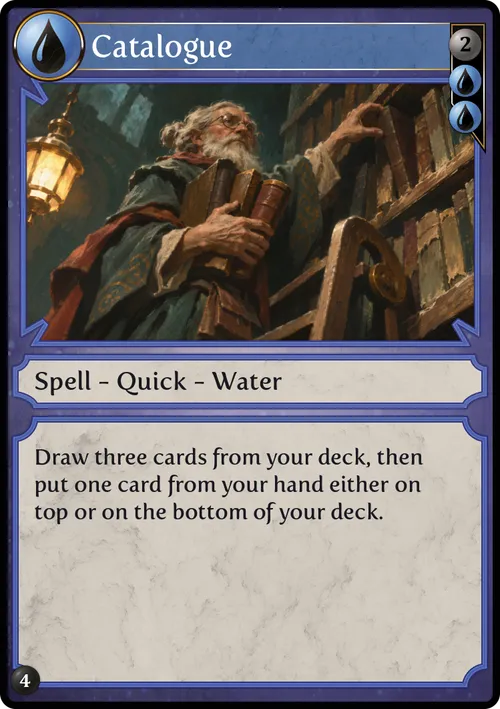 Catalogue
2
Spell - Quick - Water
Draw three cards from your deck, then
put one card from your hand either on
top or on the bottom of your deck.
4